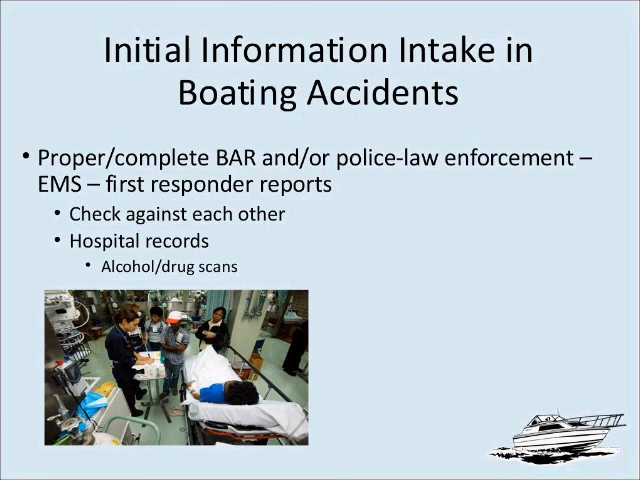 Initial Information Intake in
Boating Accidents
• Proper/complete BAR and/or police-law enforcement –
EMS – first responder reports
• Check against each other
• Hospital records
• Alcohol/drug scans